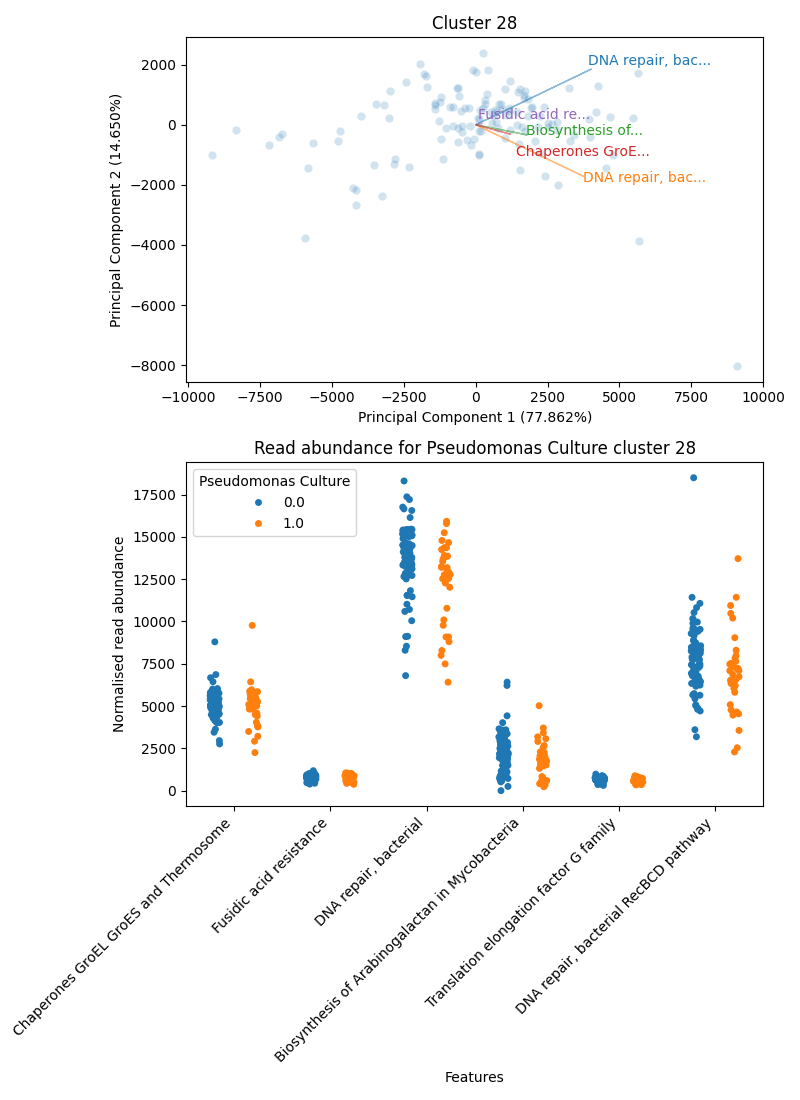 Cluster 28
Principal Component 2 (14.650%)
2000
0
−2000
−4000
−6000
−8000
DNA repair, bac...
Fusidic acid re...
Biosynthesis of...
Chaperones GroE...
DNA repair, bac...
−10000 −7500 −5000 −2500 0 2500 5000 7500 10000
Principal Component 1 (77.862%)
Read abundance for Pseudomonas Culture cluster 28
Normalised read abundance
17500
15000
12500
10000
7500
5000
2500
0
Pseudomonas Culture
0.0
1.0
Chaperones GroEL GroES and Thermosome
Fusidic acid resistance
DNA repair, bacterial
Biosynthesis of Arabinogalactan in Mycobacteria
Translation elongation factor G family
DNA repair, bacterial RecBCD pathway
Features